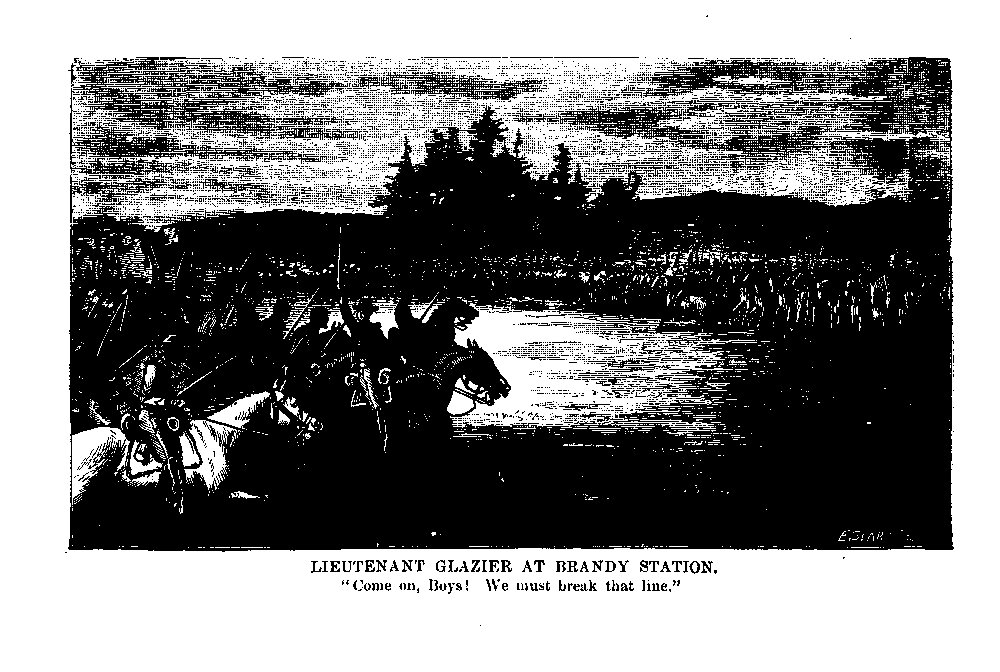 LIEUTENANT GLAZIER AT BRANDY STATION.
"Come on, Boys! We must break that line."